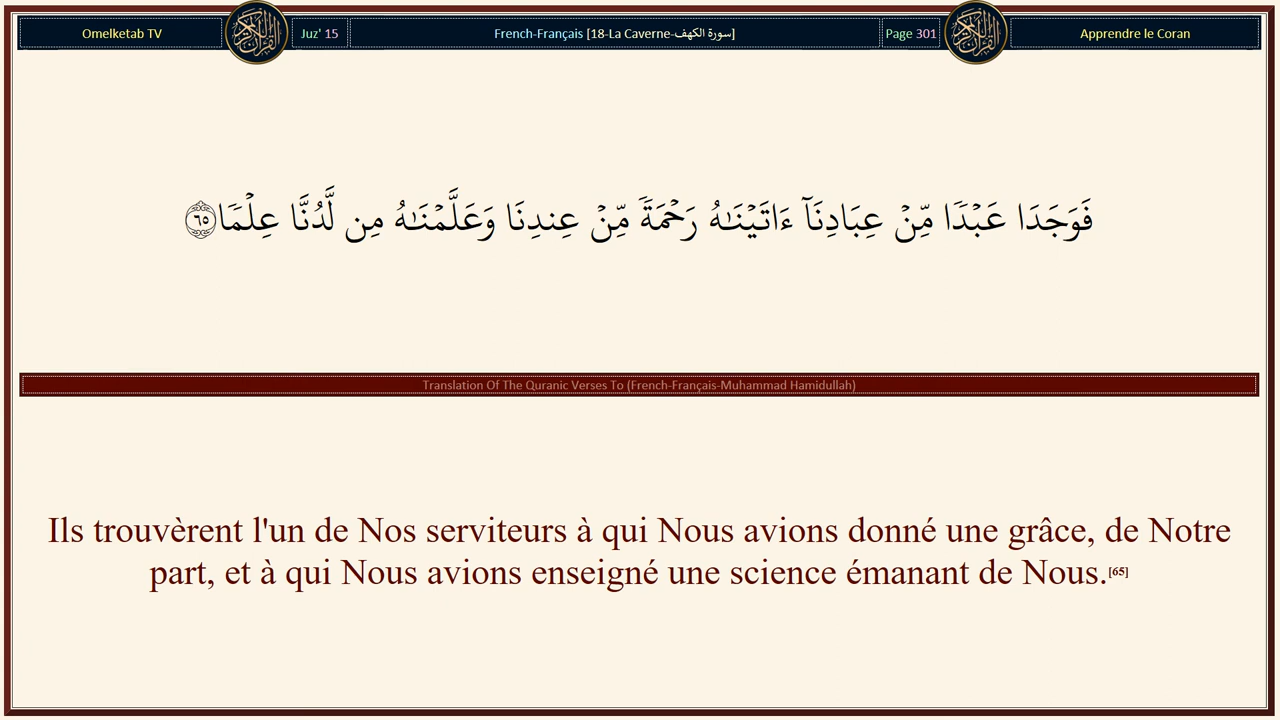 Omelketab TV
Juz' 15
French-Français [18-La Caverne-سورة الكهف]
Page 301
Apprendre le Coran
فَوَجَدَا عَبۡدٗا مِّنۡ عِبَادِنَآ ءَاتَيۡنَٰهُ رَحۡمَةٗ مِّنۡ عِندِنَا وَعَلَّمۡنَٰهُ مِن لَّدُنَّا عِلۡمٗا ٦٥
Translation Of The Quranic Verses To (French-Français-Muhammad Hamidullah)
Ils trouvèrent l'un de Nos serviteurs à qui Nous avions donné une grâce, de Notre
part, et à qui Nous avions enseigné une science émanant de Nous.[65]